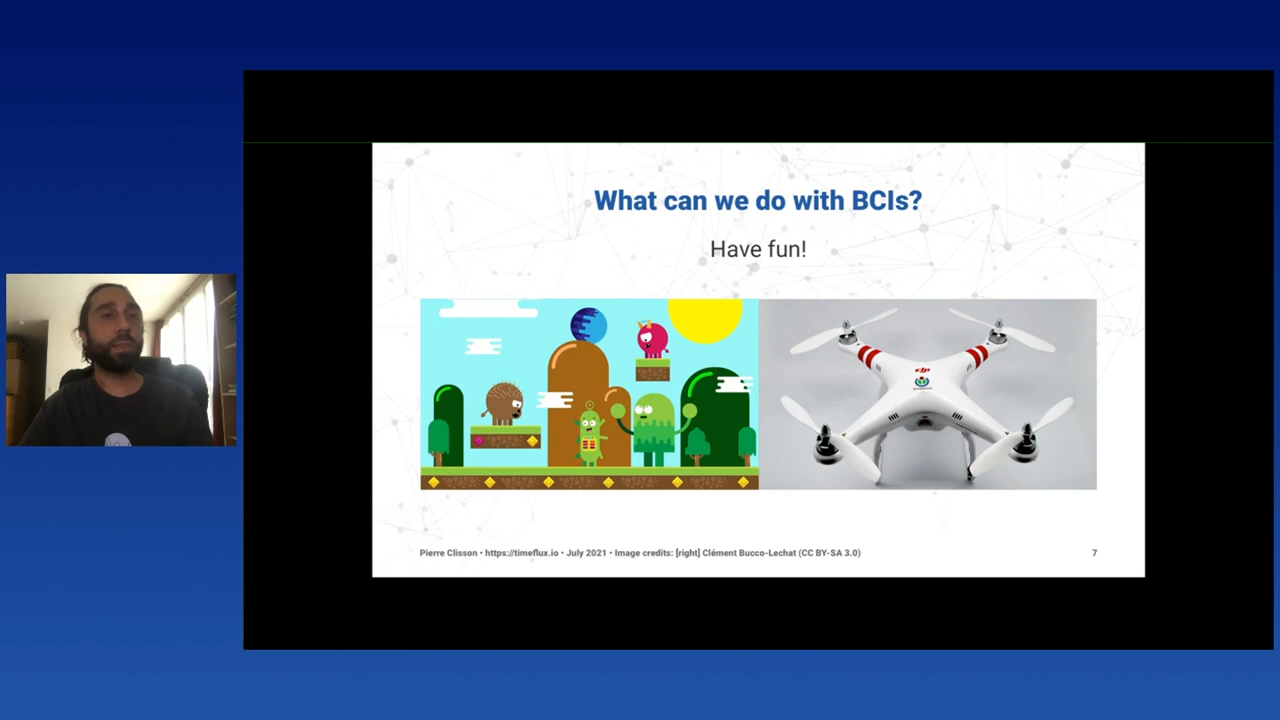 What can we do with BCIs?
Have fun!
dji
Pierre Clisson • https://timeflux.io • July 2021 • Image credits: [right] Clément Bucco-Lechat (CC BY-SA 3.0)
7